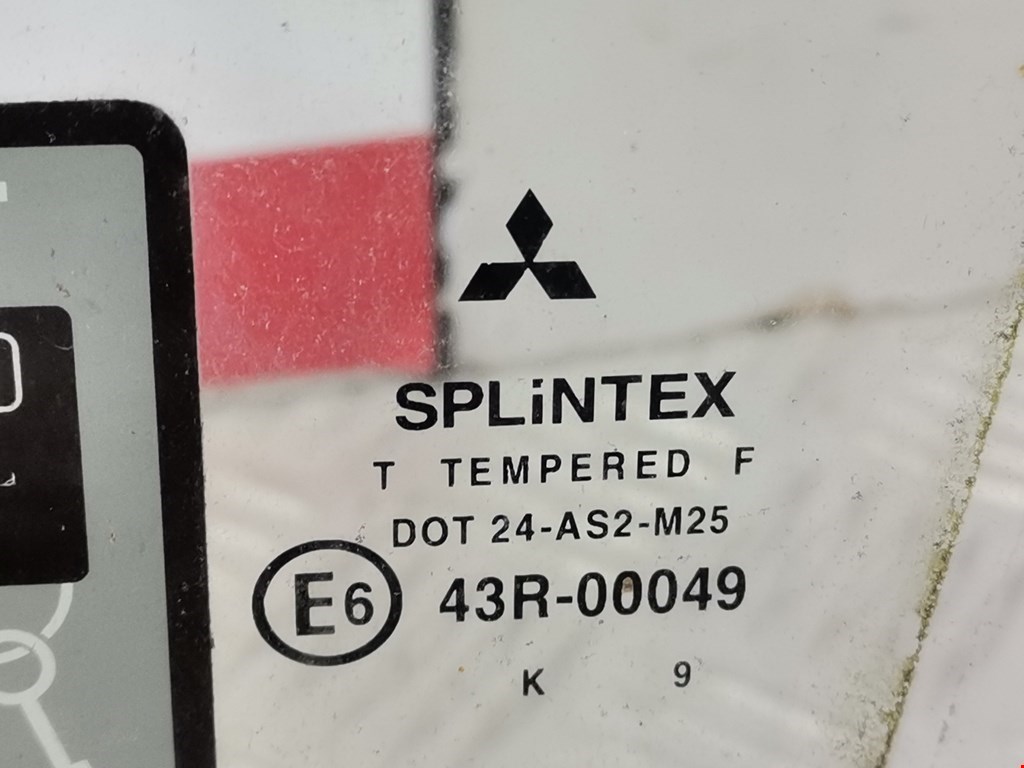 SPLiNTEX
T TEMPERED F
DOT 24-AS2-M25
E6 43R-00049
K 9